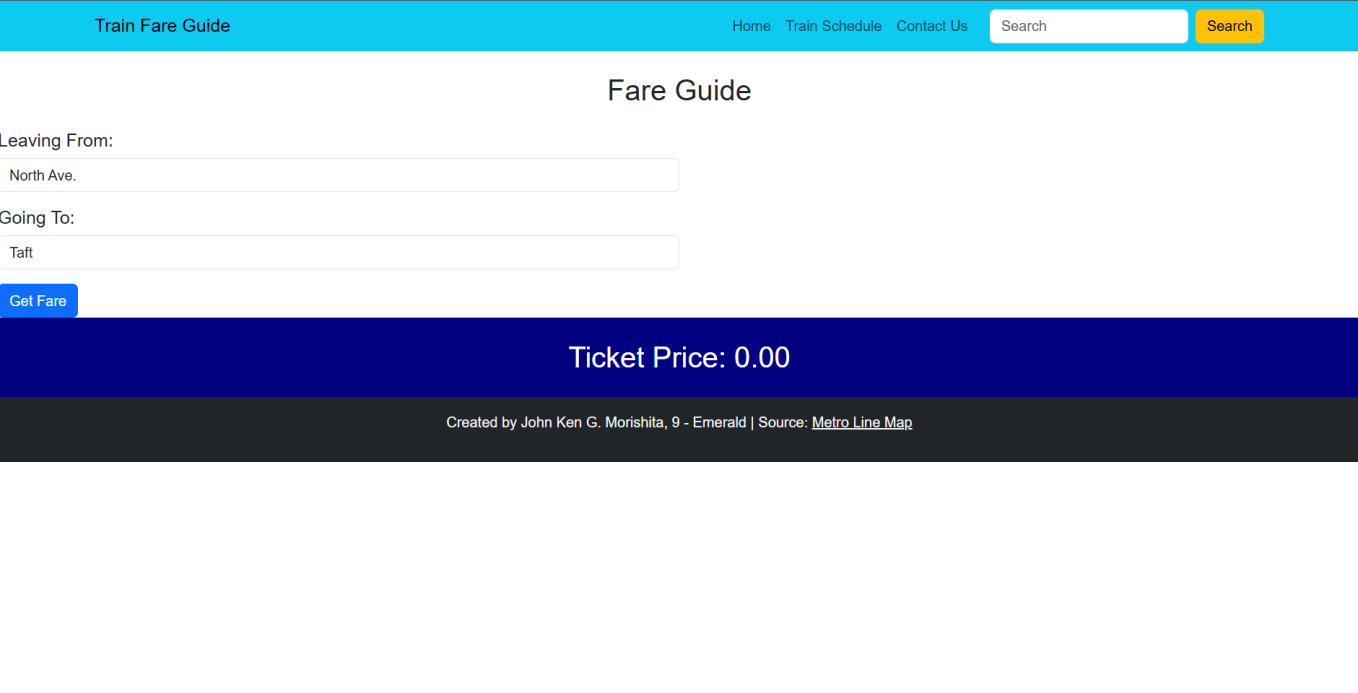 Train Fare Guide Home Train Schedule Contact Us Search Search
Fare Guide
Leaving From:
North Ave.
Going To:
Taft
Get Fare
Ticket Price: 0.00
Created by John Ken G. Morishita, 9 - Emerald | Source: Metro Line Map